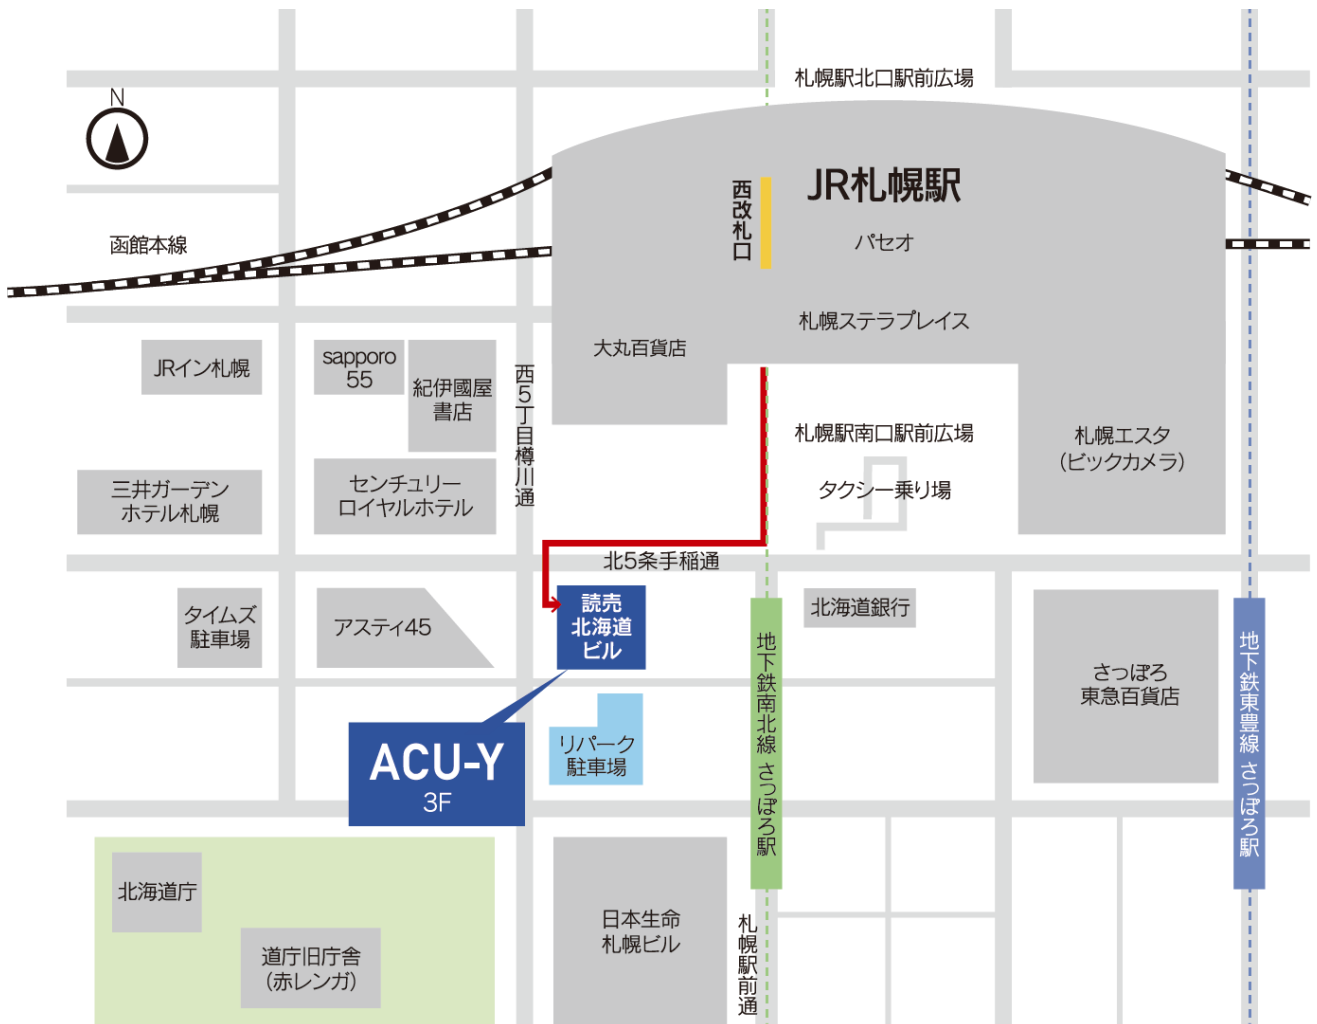 札幌駅北口駅前広場
N
JR札幌駅
西改札口
パセオ
函館本線
札幌ステラプレイス
大丸百貨店
JRイン札幌
sapporo
55
紀伊國屋
書店
西5丁目樽川通
札幌駅南口駅前広場
札幌エスタ
(ビックカメラ)
タクシー乗り場
三井ガーデン
ホテル札幌
センチュリー
ロイヤルホテル
北5条手稲通
タイムズ
駐車場
アスティ45
読売
北海道
ビル
北海道銀行
地下鉄南北線 さっぽろ駅
地下鉄東豊線 さっぽろ駅
さっぽろ
東急百貨店
ACU-Y
3F
リパーク
駐車場
北海道庁
道庁旧庁舎
(赤レンガ)
日本生命
札幌ビル
札幌駅前通